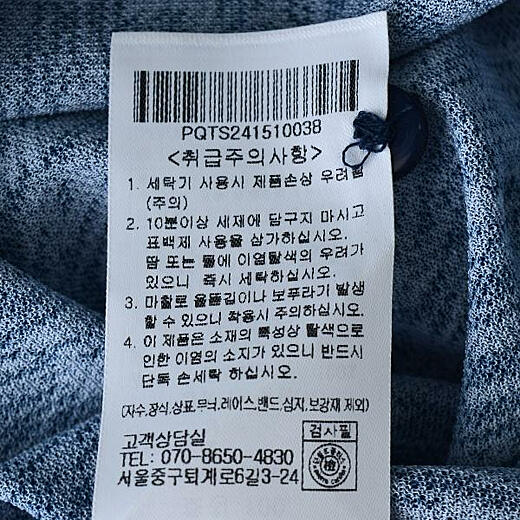 PQTS241510038
<취급주의사항>
1. 세탁기 사용시 제품손상 우려됨
(주의)
2. 10분이상 세제에 담구지 마시고
표백제 사용을 삼가하십시오.
땀 또는 물에 이염탈색의 우려가
있으니 즉시 세탁하십시오.
3. 마찰로 올뜯김이나 보푸라기 발생
할 수 있으니 착용시 주의하십시오.
4. 이 제품은 소재의 특성상 탈색으로
인한 이염의 소지가 있으니 반드시
단독 손세탁 하십시오.
(자수,장식,상표,무늬,레이스,밴드,심지,보강재 제외)
고객상담실
검사필
TEL: 070-8650-4830
서울중구퇴계로6길3-24